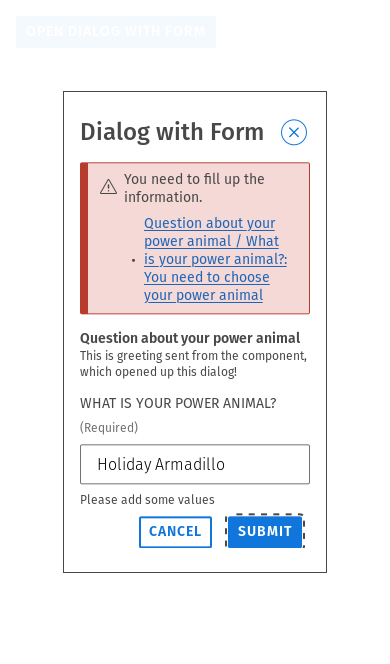 OPEN DIALOG WITH FORM
Dialog with Form
You need to fill up the
information.
Question about your
power animal / What
is your power animal?:
You need to choose
your power animal
Question about your power animal
This is greeting sent from the component,
which opened up this dialog!
WHAT IS YOUR POWER ANIMAL?
(Required)
Holiday Armadillo
Please add some values
CANCEL
SUBMIT